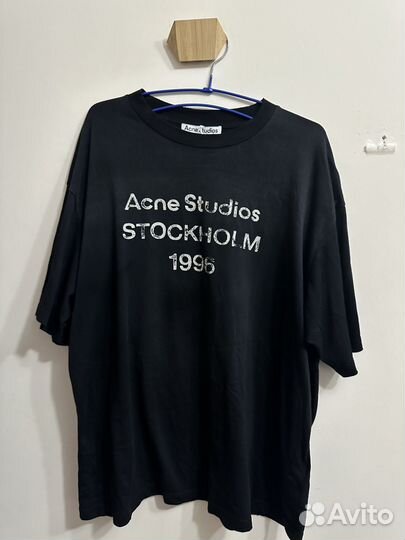 Acne Studios
Acne Studios
STOCKHOLM
1996
Avito